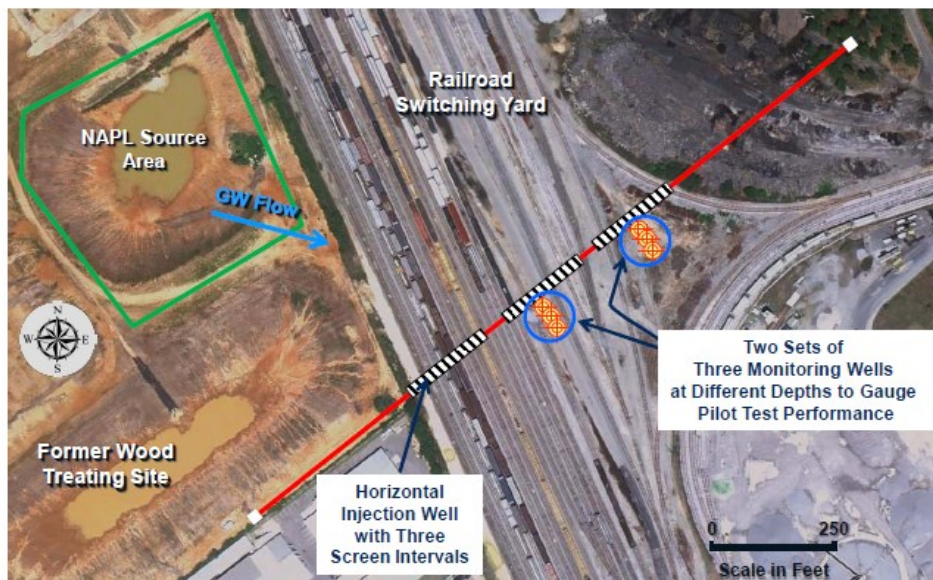 Railroad
Switching Yard
NAPL Source
Area
GW Flow
N
W E
S
Two Sets of
Three Monitoring Wells
at Different Depths to Gauge
Pilot Test Performance
Former Wood
Treating Site
Horizontal
Injection Well
with Three
Screen Intervals
0 250
Scale in Feet